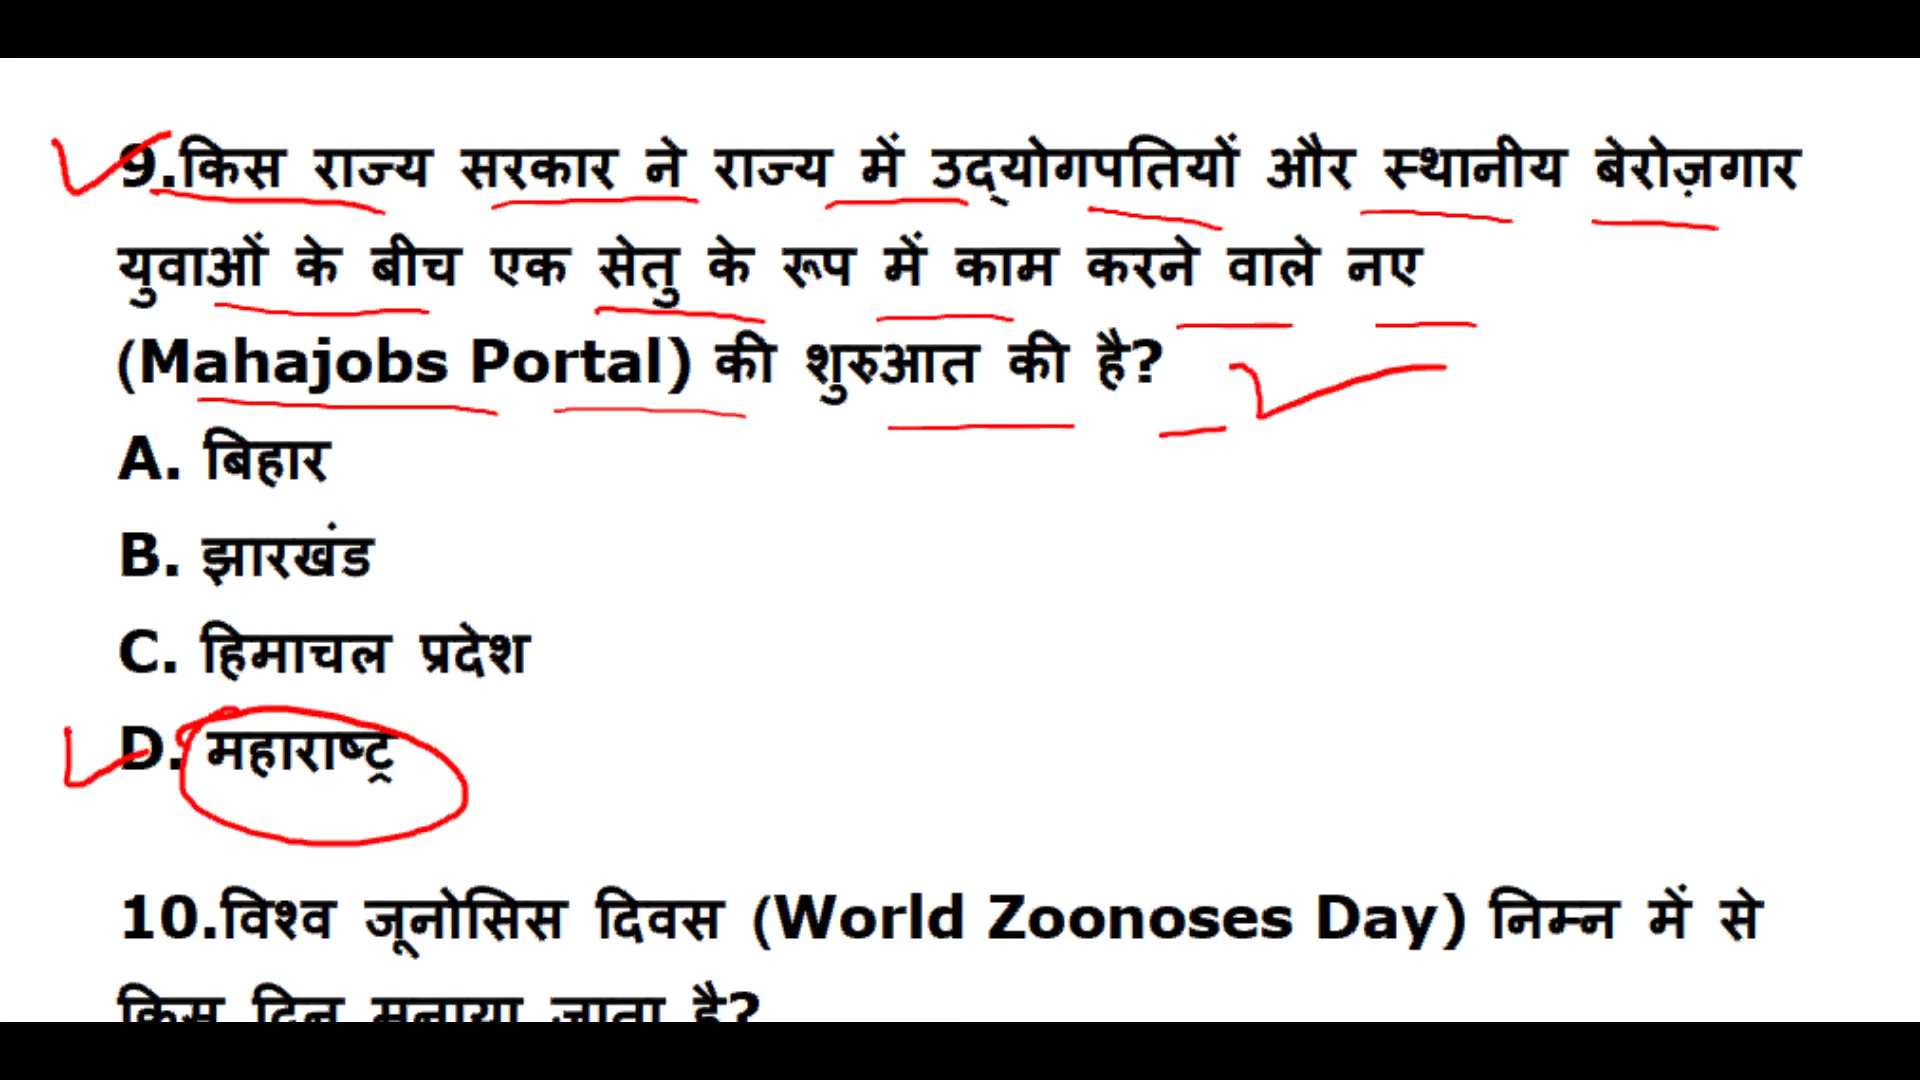 9.किस राज्य सरकार ने राज्य में उद्योगपतियों और स्थानीय बेरोज़गार
युवाओं के बीच एक सेतु के रूप में काम करने वाले नए
(Mahajobs Portal) की शुरुआत की है?
A. बिहार
B. झारखंड
C. हिमाचल प्रदेश
D. महाराष्ट्र
10.विश्व जूनोसिस दिवस (World Zoonoses Day) निम्न में से
किस दिन मनाया जाता है?